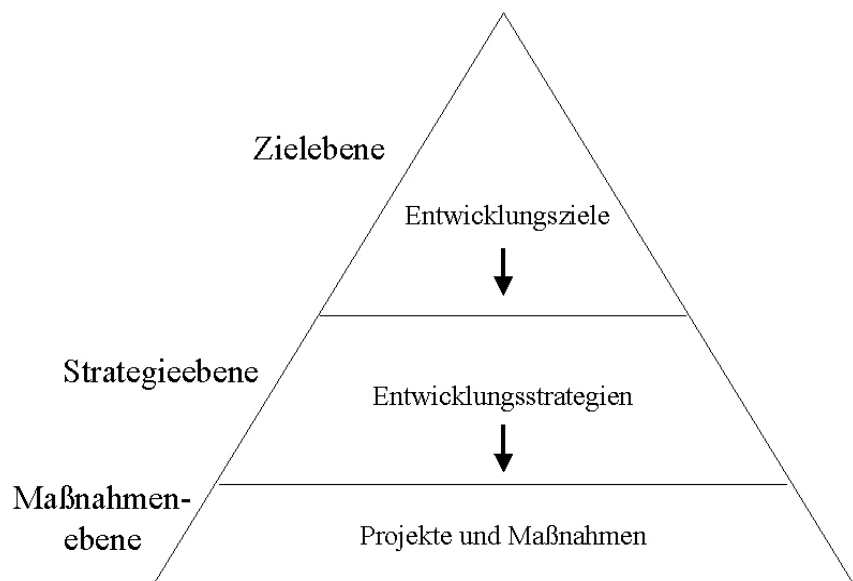 Zielebene
Entwicklungsziele
Strategieebene
Entwicklungsstrategien
Maßnahmen-
ebene
Projekte und Maßnahmen